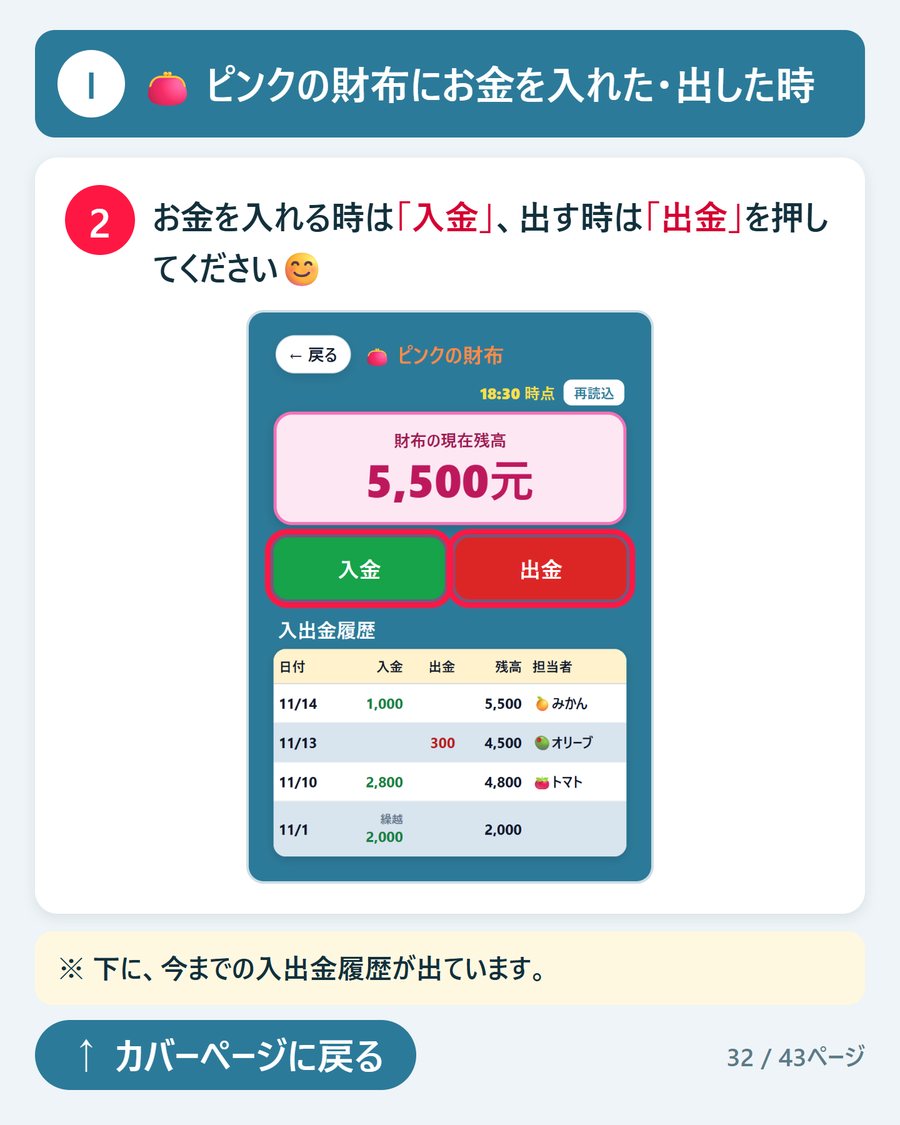 1 ピンクの財布にお金を入れた・出した時
2 お金を入れる時は「入金」、出す時は「出金」を押し
てください
← 戻る ピンクの財布
18:30 時点 再読込
財布の現在残高
5,500元
入金 出金
入出金履歴
日付 入金 出金 残高 担当者
11/14 1,000 5,500 みかん
11/13 300 4,500 オリーブ
11/10 2,800 4,800 トマト
繰越
11/1 2,000 2,000
※ 下に、今までの入出金履歴が出ています。
↑ カバーページに戻る 32 / 43ページ